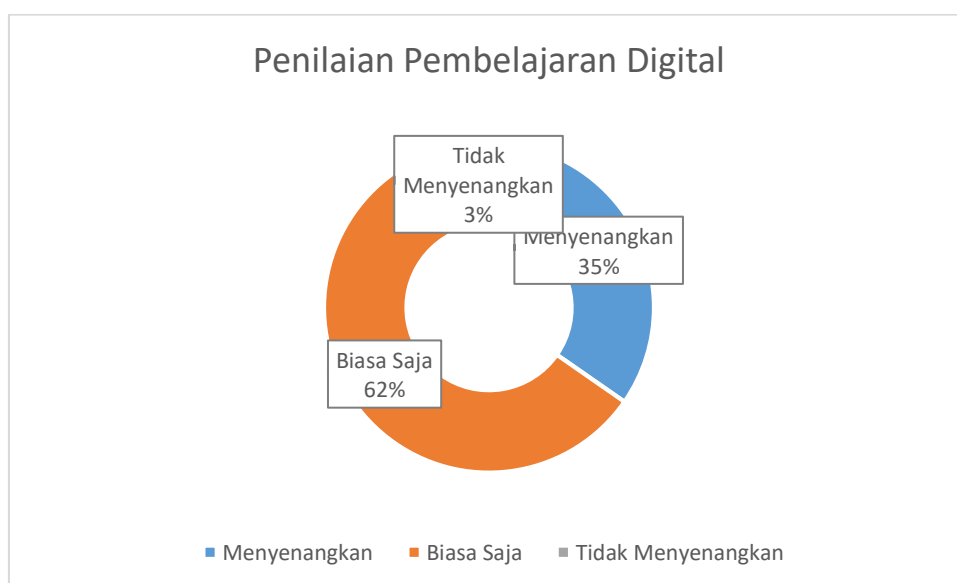 Penilaian Pembelajaran Digital
Tidak
Menyenangkan
3%
Menyenangkan
35%
Biasa Saja
62%
Menyenangkan
Biasa Saja
Tidak Menyenangkan